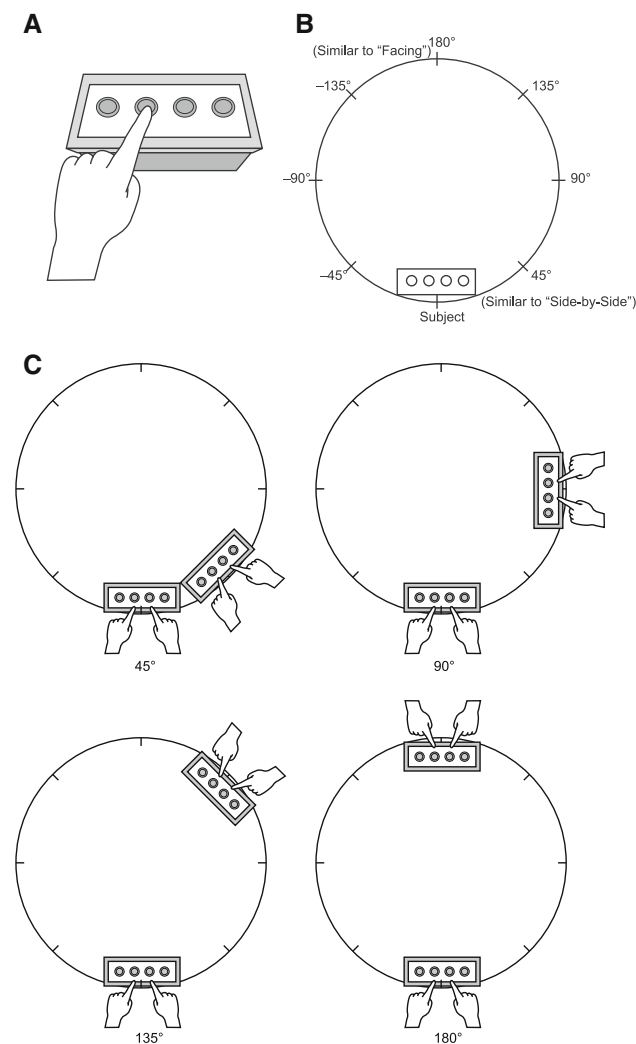 A
B
(Similar to “Facing”)
180°
–135°
135°
–90°
90°
–45°
45°
(Similar to “Side-by-Side”)
Subject
C
45°
90°
135°
180°